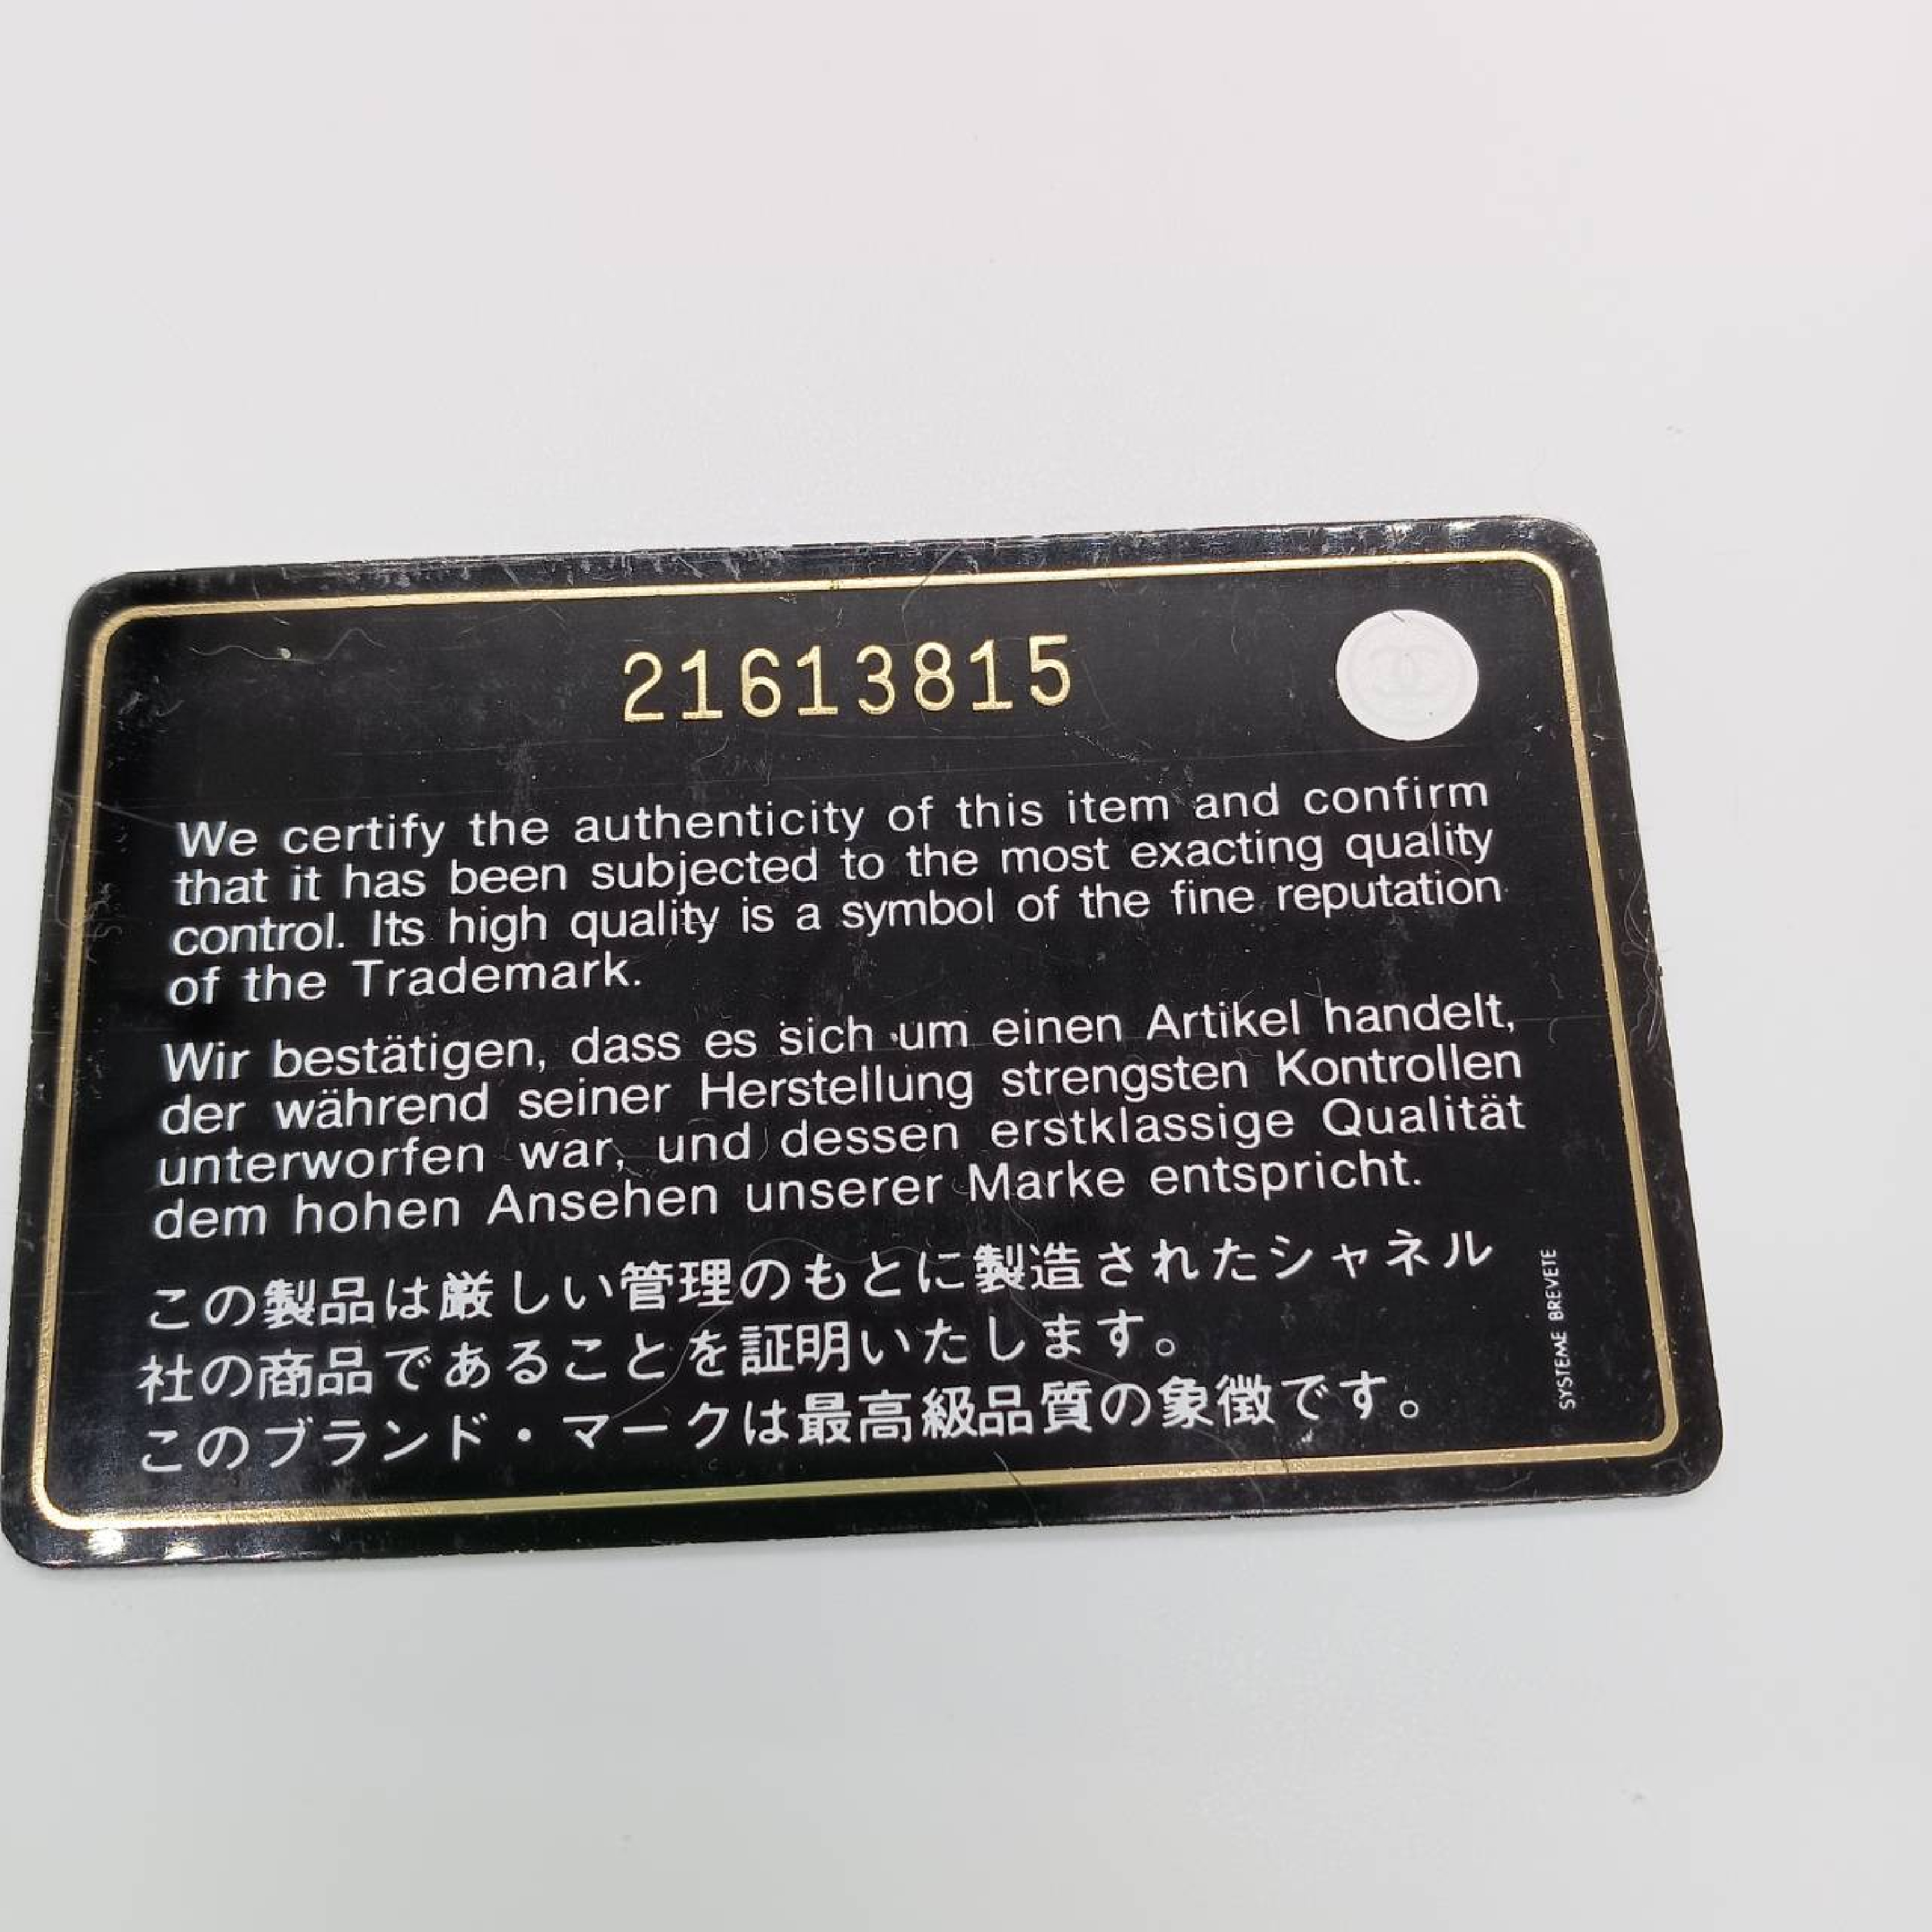 21613815
We certify the authenticity of this item and confirm
that it has been subjected to the most exacting quality
control. Its high quality is a symbol of the fine reputation
of the Trademark.
Wir bestätigen, dass es sich um einen Artikel handelt,
der während seiner Herstellung strengsten Kontrollen
unterworfen war, und dessen erstklassige Qualität
dem hohen Ansehen unserer Marke entspricht.
この製品は厳しい管理のもとに製造されたシャネル
社の商品であることを証明いたします。
このブランド・マークは最高級品質の象徴です。
SYSTEME BREVETE